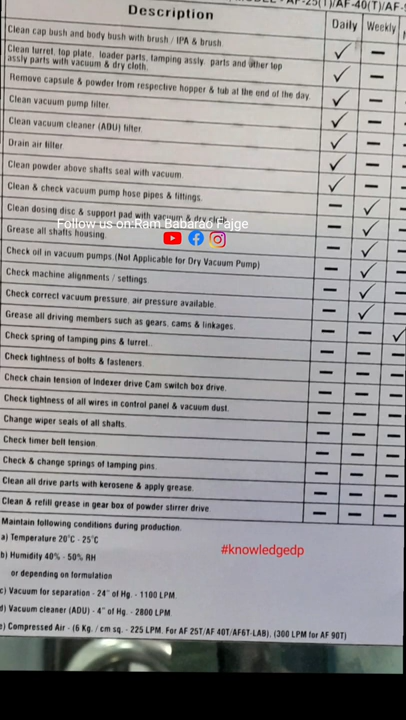 MODEL - AF-25(T)/AF-40(T)/AF-
Description Daily Weekly
Clean cap bush and body bush with brush / IPA & brush.
Clean turret, top plate, loader parts, tamping assly. parts and other top
assly parts with vacuum & dry cloth.
Remove capsule & powder from respective hopper & tub at the end of the day.
Clean vacuum pump filter.
Clean vacuum cleaner (ADU) filter.
Drain air filter
Clean powder above shafts seal with vacuum.
Clean & check vacuum pump hose pipes & fittings.
Clean dosing disc & support pad with vacuum & dry cloth.
Follow us on:Ram Babarao Fajge
Grease all shafts housing.
Check oil in vacuum pumps.(Not Applicable for Dry Vacuum Pump)
Check machine alignments / settings.
Check correct vacuum pressure, air pressure available.
Grease all driving members such as gears, cams & linkages.
Check spring of tamping pins & turret.
Check tightness of bolts & fasteners.
Check chain tension of Indexer drive Cam switch box drive.
Check tightness of all wires in control panel & vacuum dust.
Change wiper seals of all shafts.
Check timer belt tension.
Check & change springs of tamping pins.
Clean all drive parts with kerosene & apply grease.
Clean & refill grease in gear box of powder stirrer drive.
Maintain following conditions during production.
a) Temperature 20°C - 25°C
#knowledgedp
b) Humidity 40% - 50% RH
or depending on formulation
c) Vacuum for separation - 24" of Hg. - 1100 LPM.
d) Vacuum cleaner (ADU) - 4" of Hg. - 2800 LPM.
e) Compressed Air - (6 Kg. / cm sq. - 225 LPM. For AF 25T/AF 40T/AF6T-LAB), (300 LPM for AF 90T)